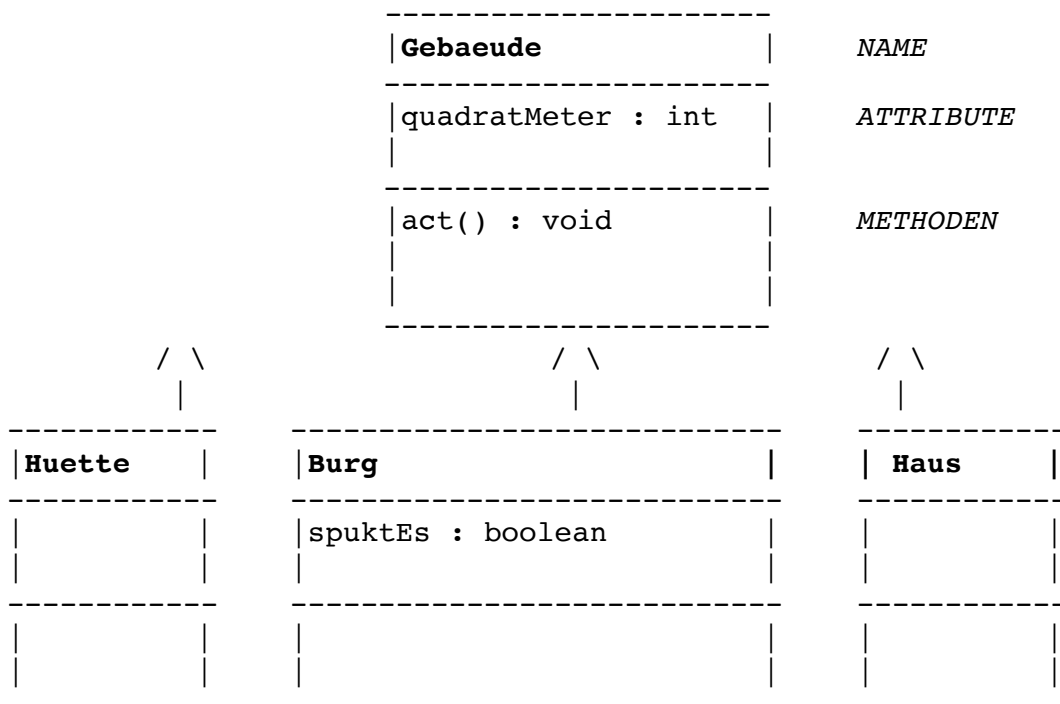 Gebaeude NAME
quadratMeter : int ATTRIBUTE
act() : void METHODEN
Huette Burg Haus
spuktEs : boolean